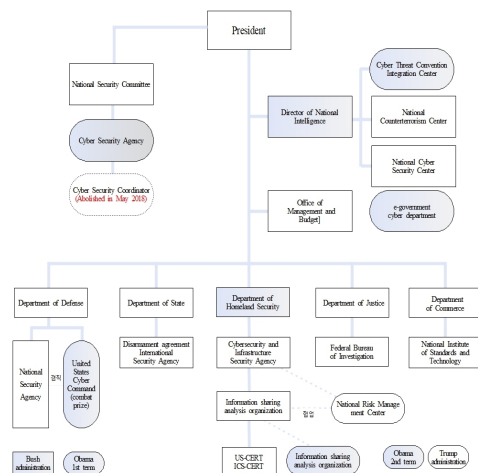 President
National Security Committee
Cyber Security Agency
Cyber Security Coordinator
(Abolished in May 2018)
Director of National
Intelligence
Cyber Threat Convention
Integration Center
National
Counterterrorism Center
National Cyber
Security Center
Office of
Management and
Budget]
e-government
cyber department
Department of Defense
Department of State
Department of
Homeland Security
Department of Justice
Department
of Commerce
National
Security
Agency
겸직
United
States
Cyber
Command
(combat
prize)
Disarmament agreement
International
Security Agency
Cybersecurity and
Infrastructure
Security Agency
Federal Bureau
of Investigation
National Institute
of Standards and
Technology
Information sharing
analysis organization
National Risk Manage
ment Center
US-CERT
ICS-CERT
Information sharing
analysis organization
Bush
administration
Obama
1st term
Obama
2nd term
Trump
administration